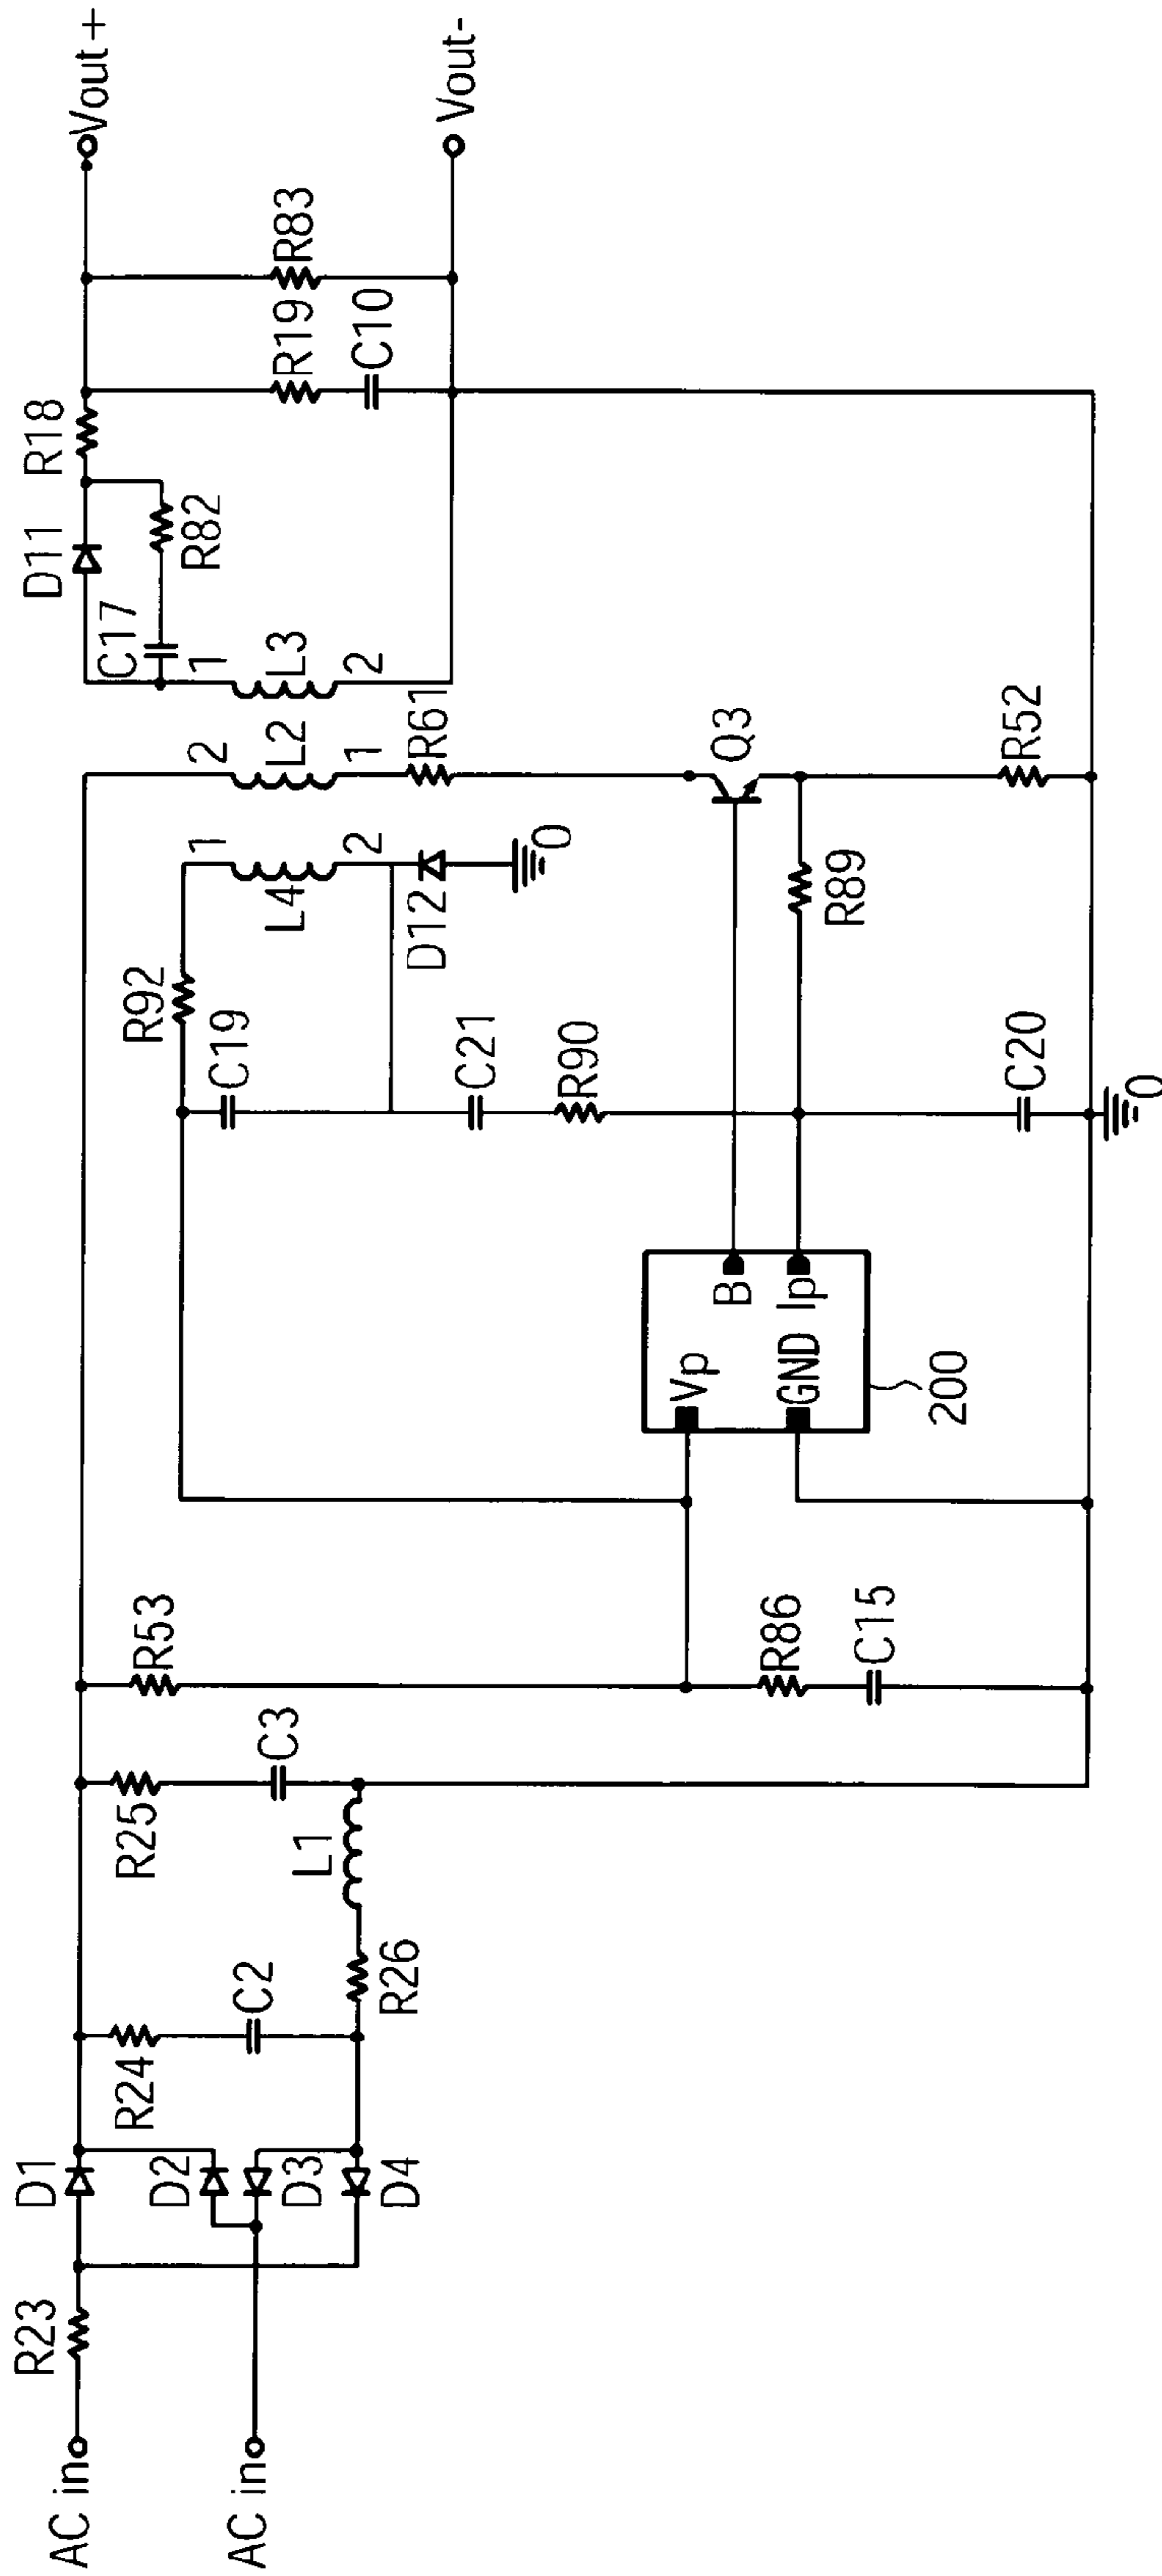 AC in
AC in
R23
D1
D2
D3
D4
R24
C2
R26
L1
R25
C3
R53
R86
C15
Vp
GND
B
Ip
200
R92
C19
C21
R90
C20
0
L4
1
2
D12
0
L2
2
1
R61
Q3
R89
R52
L3
1
2
C17
D11
R82
R18
R19
C10
R83
Vout+
Vout-